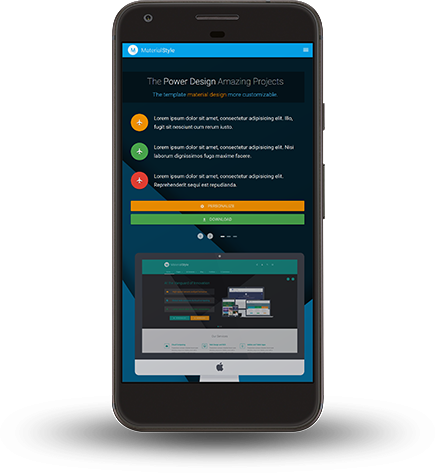 M MaterialStyle
The Power Design Amazing Projects
The template material design more customizable
Lorem ipsum dolor sit amet, consectetur adipisicing elit. Illo,
fugit sit nesciunt cum rerum iusto.
Lorem ipsum dolor sit amet, consectetur adipisicing elit. Nisi
laborum dignissimos fuga maxime facere.
Lorem ipsum dolor sit amet, consectetur adipisicing elit.
Reprehenderit sequi est repudianda.
PERSONALIZE
DOWNLOAD
M MaterialStyle